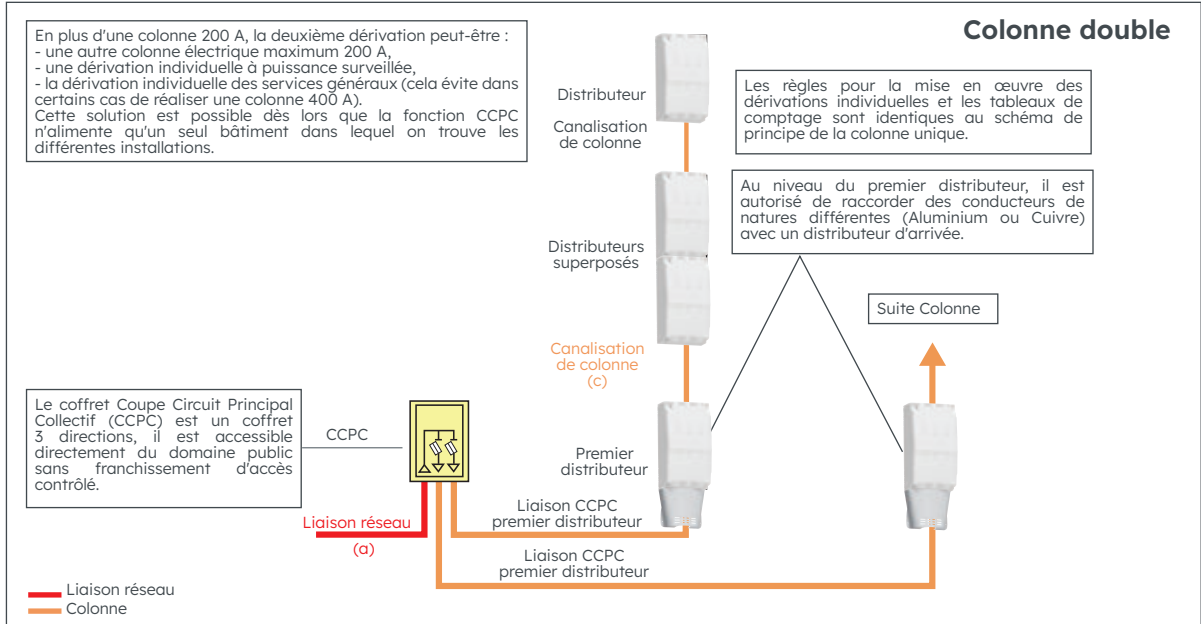 Colonne double
En plus d'une colonne 200 A, la deuxième dérivation peut-être :
- une autre colonne électrique maximum 200 A,
- une dérivation individuelle à puissance surveillée,
- la dérivation individuelle des services généraux (cela évite dans
certains cas de réaliser une colonne 400 A).
Cette solution est possible dès lors que la fonction CCPC
n'alimente qu'un seul bâtiment dans lequel on trouve les
différentes installations.
Distributeur
Canalisation
de colonne
Les règles pour la mise en œuvre des
dérivations individuelles et les tableaux de
comptage sont identiques au schéma de
principe de la colonne unique.
Au niveau du premier distributeur, il est
autorisé de raccorder des conducteurs de
natures différentes (Aluminium ou Cuivre)
avec un distributeur d'arrivée.
Distributeurs
superposés
Suite Colonne
Canalisation
de colonne
(c)
Le coffret Coupe Circuit Principal
Collectif (CCPC) est un coffret
3 directions, il est accessible
directement du domaine public
sans franchissement d'accès
contrôlé.
CCPC
Premier
distributeur
Liaison réseau
(a)
Liaison CCPC
premier distributeur
Liaison CCPC
premier distributeur
Liaison réseau
Colonne